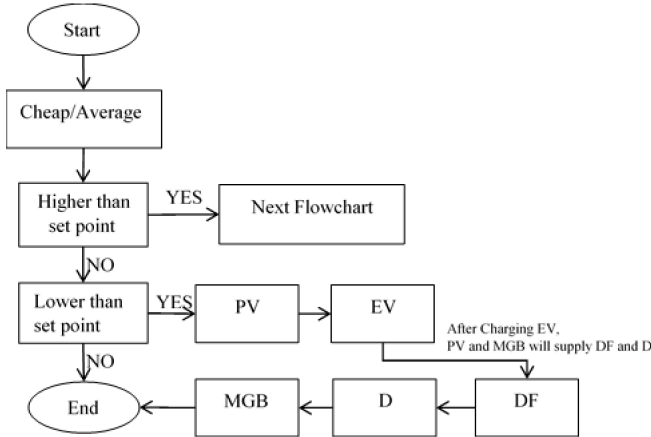 Start
Cheap/Average
Higher than
set point
YES
Next Flowchart
NO
Lower than
set point
YES
PV
EV
After Charging EV,
PV and MGB will supply DF and D
NO
End
MGB
D
DF